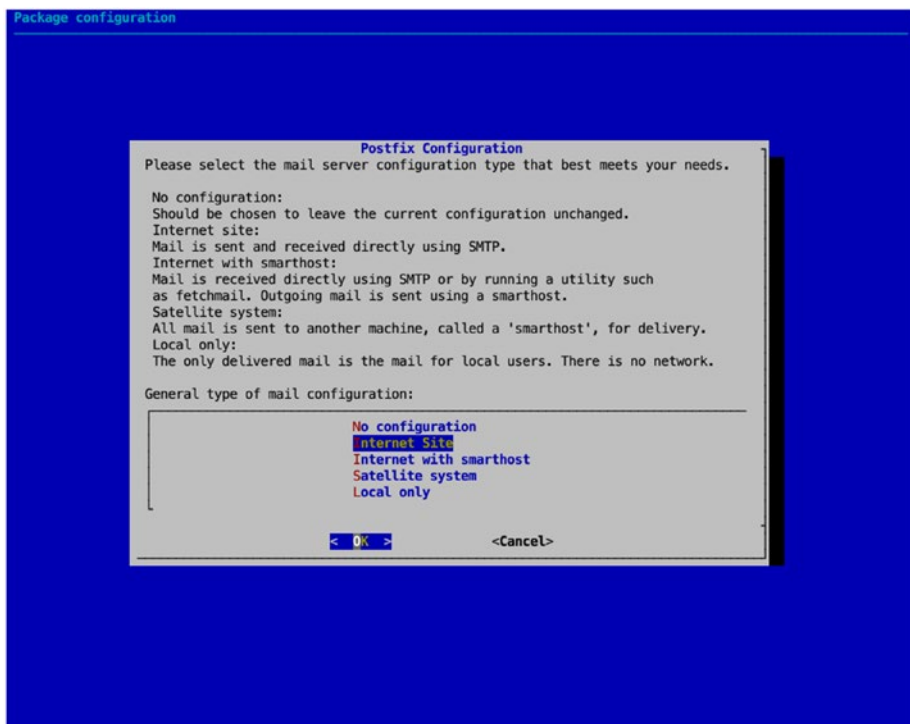 Package configuration
Postfix Configuration
Please select the mail server configuration type that best meets your needs.
No configuration:
Should be chosen to leave the current configuration unchanged.
Internet site:
Mail is sent and received directly using SMTP.
Internet with smarthost:
Mail is received directly using SMTP or by running a utility such
as fetchmail. Outgoing mail is sent using a smarthost.
Satellite system:
All mail is sent to another machine, called a 'smarthost', for delivery.
Local only:
The only delivered mail is the mail for local users. There is no network.
General type of mail configuration:
No configuration
Internet Site
Internet with smarthost
Satellite system
Local only
< OK > <Cancel>